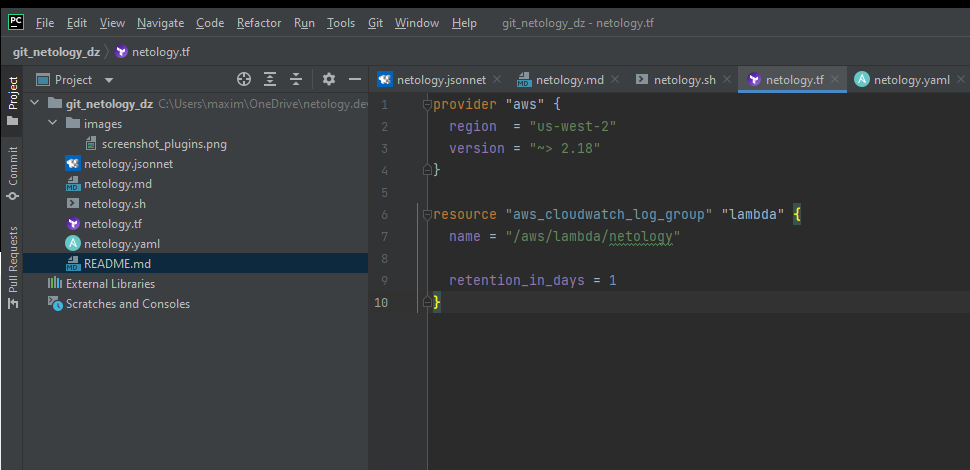 PC File Edit View Navigate Code Refactor Run Tools Git Window Help git_netology_dz - netology.tf
git_netology_dz netology.tf
Project
Commit
Pull Requests
Project
git_netology_dz C:\Users\maxim\OneDrive\netology.dev
images
screenshot_plugins.png
netology.jsonnet
MD netology.md
netology.sh
netology.tf
A netology.yaml
MD README.md
External Libraries
Scratches and Consoles
netology.jsonnet MD netology.md netology.sh netology.tf A netology.yaml
1 provider "aws" {
2 region  = "us-west-2"
3 version = "~> 2.18"
4 }
5
6 resource "aws_cloudwatch_log_group" "lambda" {
7 name = "/aws/lambda/netology"
8
9 retention_in_days = 1
10 }